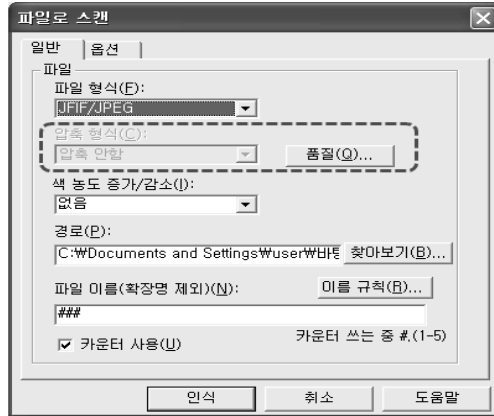 파일로 스캔
일반 옵션
파일
파일 형식(F):
JFIF/JPEG
압축 형식(C):
압축 안함 품질(Q)...
색 농도 증가/감소(I):
없음
경로(P):
C:₩Documents and Settings₩user₩바탕 찾아보기(B)...
파일 이름(확장명 제외)(N): 이름 규칙(R)...
###
카운터 사용(U) 카운터 쓰는 중 #,(1-5)
인식 취소 도움말